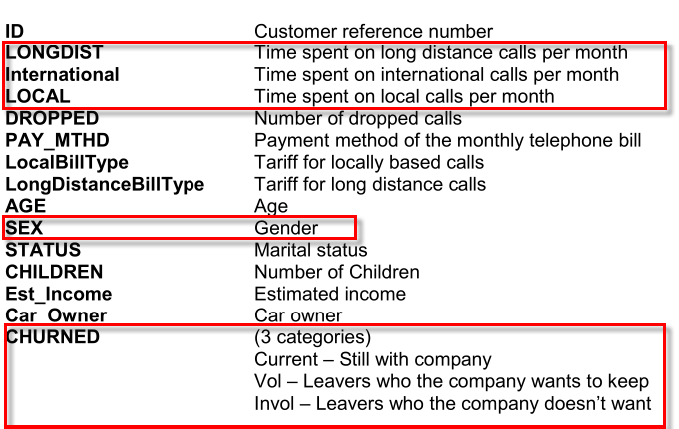 ID Customer reference number
LONGDIST Time spent on long distance calls per month
International Time spent on international calls per month
LOCAL Time spent on local calls per month
DROPPED Number of dropped calls
PAY_MTHD Payment method of the monthly telephone bill
LocalBillType Tariff for locally based calls
LongDistanceBillType Tariff for long distance calls
AGE Age
SEX Gender
STATUS Marital status
CHILDREN Number of Children
Est_Income Estimated income
Car_Owner Car owner
CHURNED (3 categories)
Current – Still with company
Vol – Leavers who the company wants to keep
Invol – Leavers who the company doesn’t want